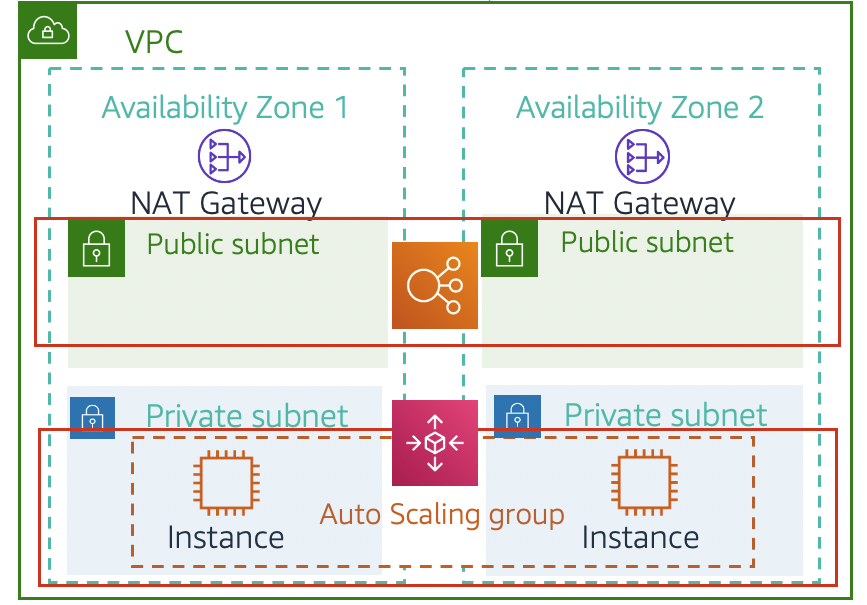 VPC
Availability Zone 1
Availability Zone 2
NAT Gateway
NAT Gateway
Public subnet
Public subnet
Private subnet
Private subnet
Auto Scaling group
Instance
Instance